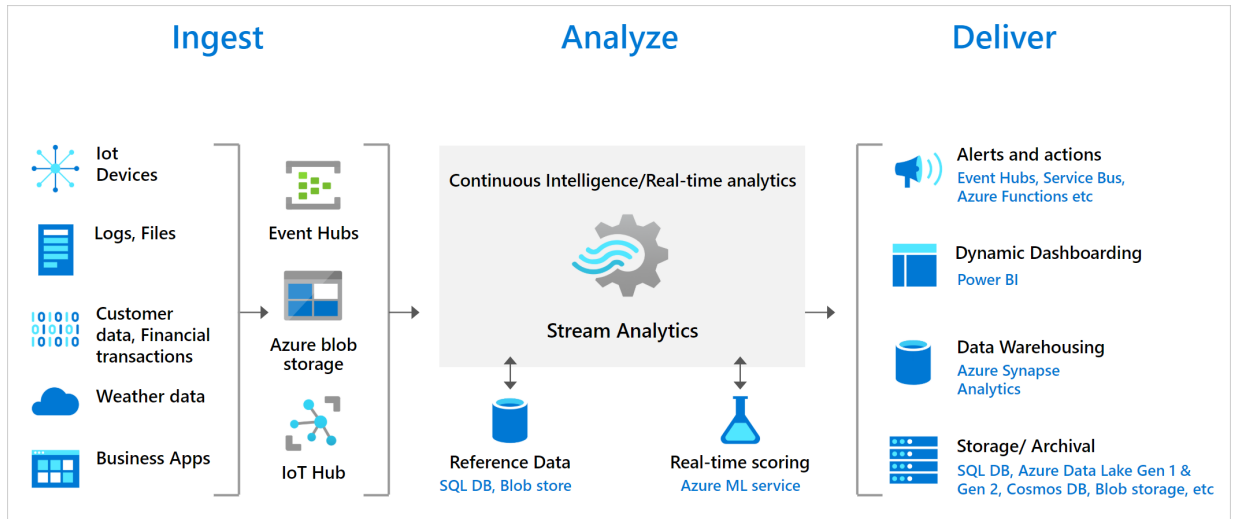 Ingest
Analyze
Deliver
Iot
Devices
Logs, Files
101010
010101
101010
Customer
data, Financial
transactions
Weather data
Business Apps
Event Hubs
Azure blob
storage
IoT Hub
Continuous Intelligence/Real-time analytics
Stream Analytics
Reference Data
SQL DB, Blob store
Real-time scoring
Azure ML service
Alerts and actions
Event Hubs, Service Bus,
Azure Functions etc
Dynamic Dashboarding
Power BI
Data Warehousing
Azure Synapse
Analytics
Storage/ Archival
SQL DB, Azure Data Lake Gen 1 &
Gen 2, Cosmos DB, Blob storage, etc